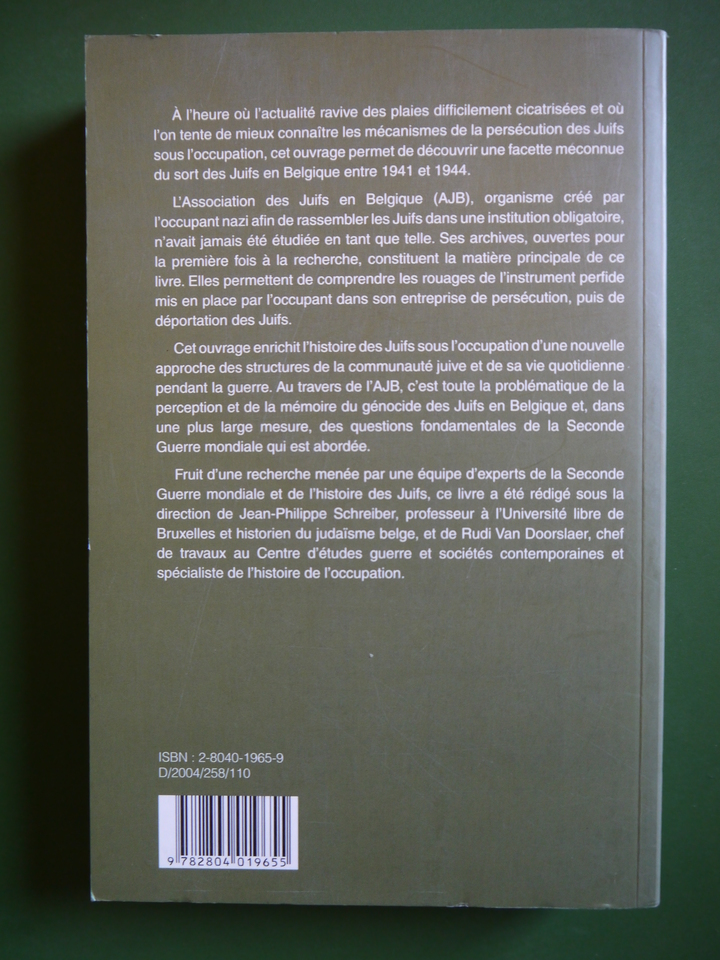 À l'heure où l'actualité ravive des plaies difficilement cicatrisées et où
l'on tente de mieux connaître les mécanismes de la persécution des Juifs
sous l'occupation, cet ouvrage permet de découvrir une facette méconnue
du sort des Juifs en Belgique entre 1941 et 1944.
L'Association des Juifs en Belgique (AJB), organisme créé par
l'occupant nazi afin de rassembler les Juifs dans une institution obligatoire,
n'avait jamais été étudiée en tant que telle. Ses archives, ouvertes pour
la première fois à la recherche, constituent la matière principale de ce
livre. Elles permettent de comprendre les rouages de l'instrument perfide
mis en place par l'occupant dans son entreprise de persécution, puis de
déportation des Juifs.
Cet ouvrage enrichit l'histoire des Juifs sous l'occupation d'une nouvelle
approche des structures de la communauté juive et de sa vie quotidienne
pendant la guerre. Au travers de l'AJB, c'est toute la problématique de la
perception et de la mémoire du génocide des Juifs en Belgique et, dans
une plus large mesure, des questions fondamentales de la Seconde
Guerre mondiale qui est abordée.
Fruit d'une recherche menée par une équipe d'experts de la Seconde
Guerre mondiale et de l'histoire des Juifs, ce livre a été rédigé sous la
direction de Jean-Philippe Schreiber, professeur à l'Université libre de
Bruxelles et historien du judaïsme belge, et de Rudi Van Doorslaer, chef
de travaux au Centre d'études guerre et sociétés contemporaines et
spécialiste de l'histoire de l'occupation.
ISBN : 2-8040-1965-9
D/2004/258/110
9 782804 019655